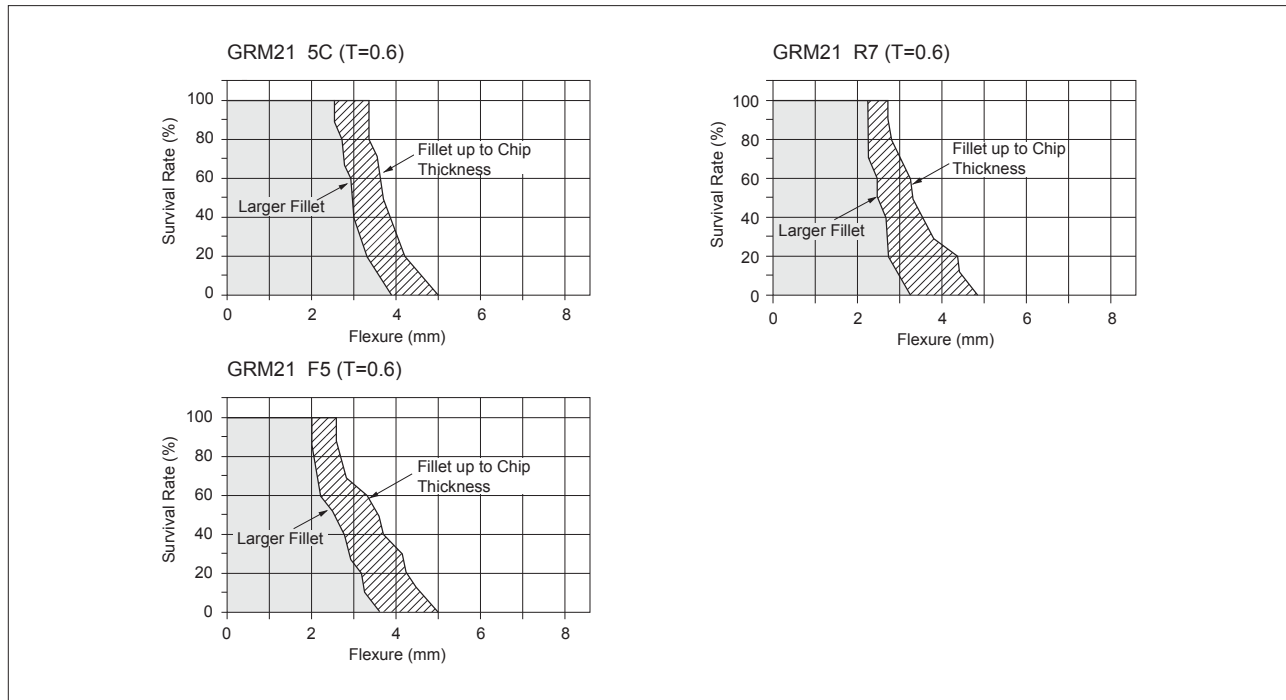 GRM21 5C (T=0.6)
Survival Rate (%)
100
80
60
40
20
0
Fillet up to Chip
Thickness
Larger Fillet
0 2 4 6 8
Flexure (mm)
GRM21 R7 (T=0.6)
Survival Rate (%)
100
80
60
40
20
0
Fillet up to Chip
Thickness
Larger Fillet
0 2 4 6 8
Flexure (mm)
GRM21 F5 (T=0.6)
Survival Rate (%)
100
80
60
40
20
0
Fillet up to Chip
Thickness
Larger Fillet
0 2 4 6 8
Flexure (mm)